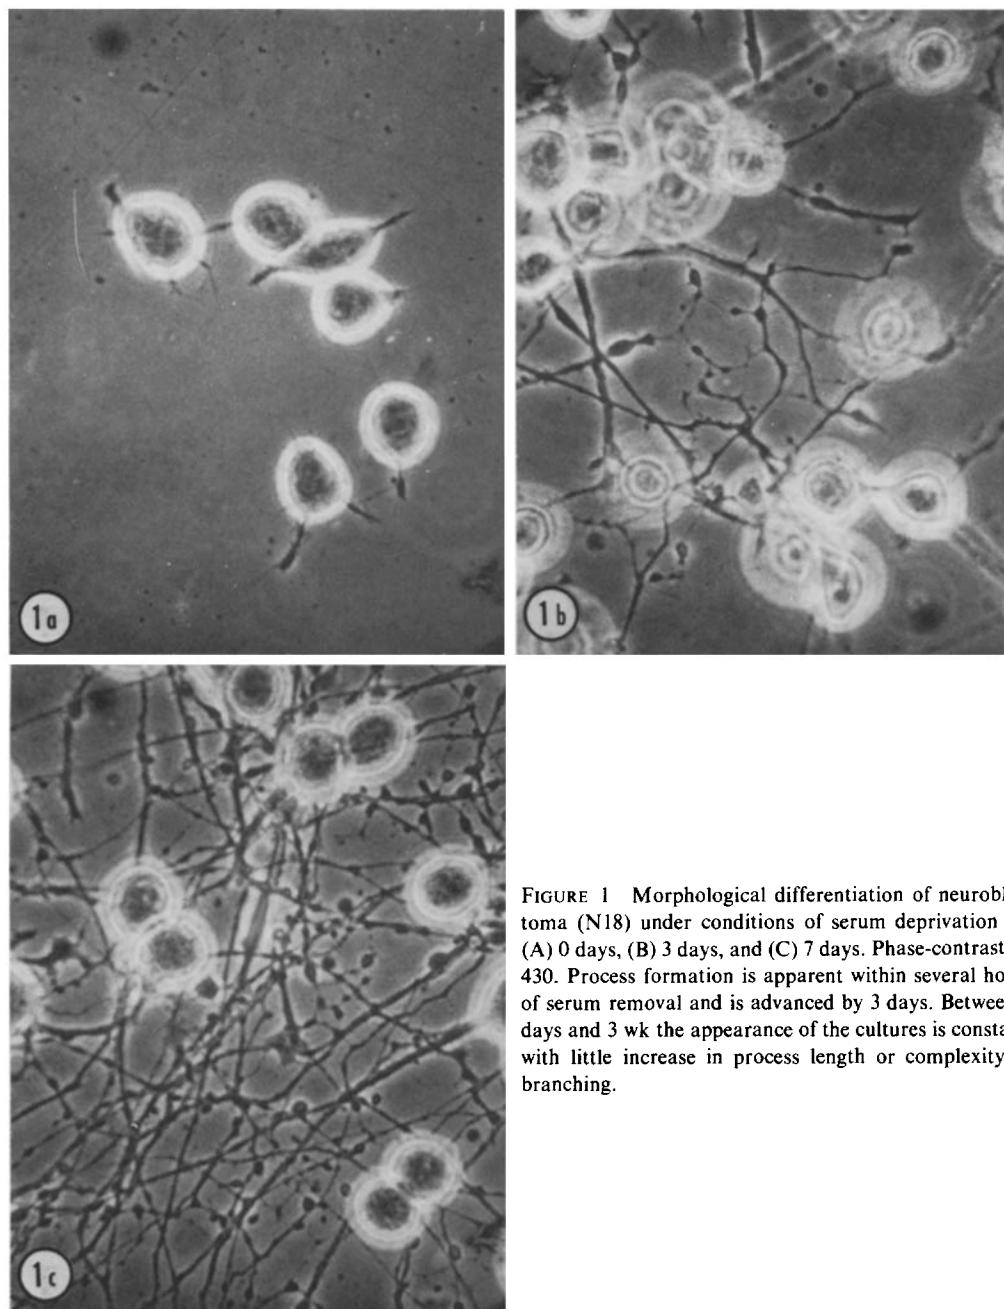 1a
1b
1c
FIGURE 1 Morphological differentiation of neurobl
toma (N18) under conditions of serum deprivation
(A) 0 days, (B) 3 days, and (C) 7 days. Phase-contrast
430. Process formation is apparent within several ho
of serum removal and is advanced by 3 days. Betwee
days and 3 wk the appearance of the cultures is consta
with little increase in process length or complexity
branching.